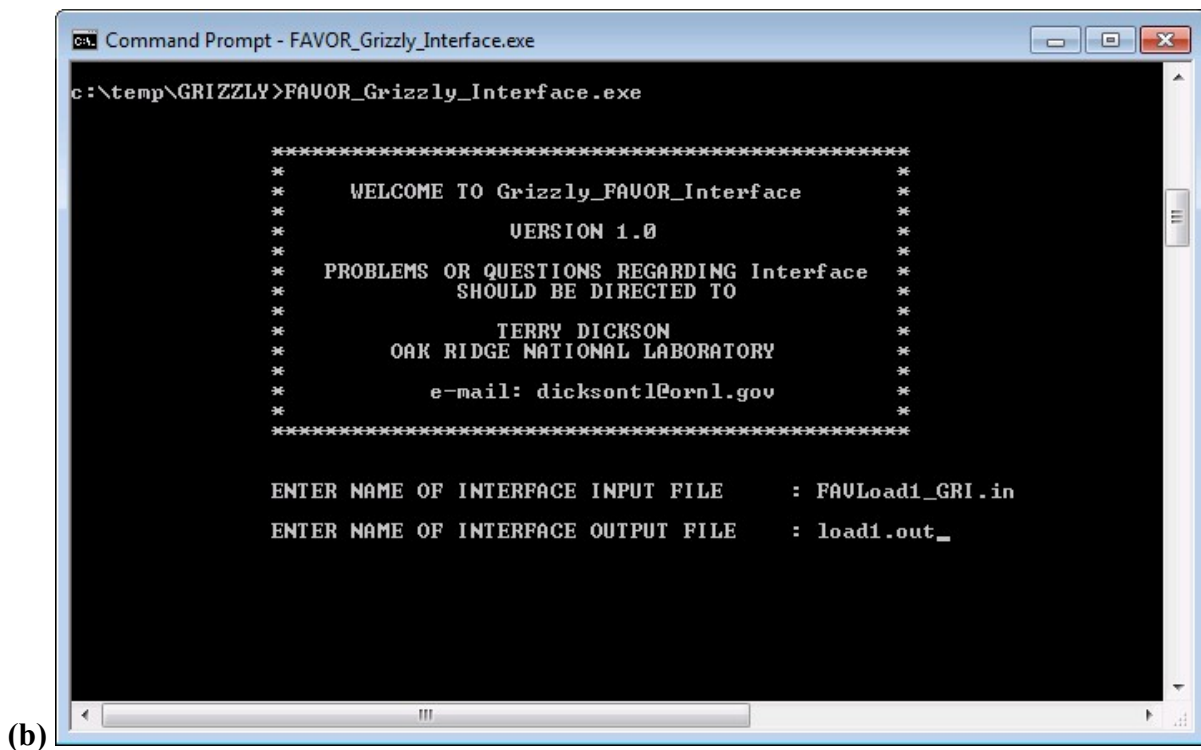 Command Prompt - FAVOR_Grizzly_Interface.exe
c:\temp\GRIZZLY>FAVOR_Grizzly_Interface.exe
************************************************
* *
* WELCOME TO Grizzly_FAVOR_Interface *
* *
* VERSION 1.0 *
* *
* PROBLEMS OR QUESTIONS REGARDING Interface *
* SHOULD BE DIRECTED TO *
* *
* TERRY DICKSON *
* OAK RIDGE NATIONAL LABORATORY *
* *
* e-mail: dicksontl@ornl.gov *
* *
************************************************
ENTER NAME OF INTERFACE INPUT FILE : FAVLoad1_GRI.in
ENTER NAME OF INTERFACE OUTPUT FILE : load1.out_
(b)